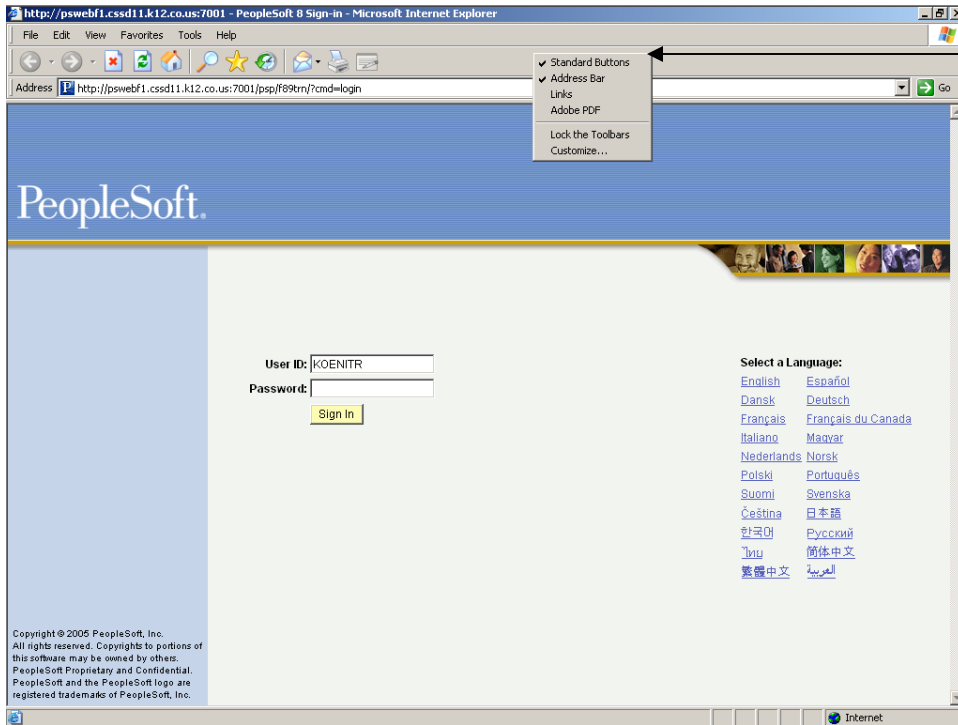 http://pswebf1.cssd11.k12.co.us:7001 - PeopleSoft 8 Sign-in - Microsoft Internet Explorer
File Edit View Favorites Tools Help
Standard Buttons
Address Bar
Links
Adobe PDF
Lock the Toolbars
Customize...
Address http://pswebf1.cssd11.k12.co.us:7001/psp/f89trn/?cmd=login Go
PeopleSoft.
User ID: KOENITR
Password:
Sign In
Select a Language:
English Español
Dansk Deutsch
Français Français du Canada
Italiano Magyar
Nederlands Norsk
Polski Português
Suomi Svenska
Čeština 日本語
한국어 Русский
ไทย 简体中文
繁體中文 العربية
Copyright © 2005 PeopleSoft, Inc.
All rights reserved. Copyrights to portions of
this software may be owned by others.
PeopleSoft Proprietary and Confidential.
PeopleSoft and the PeopleSoft logo are
registered trademarks of PeopleSoft, Inc.
Internet